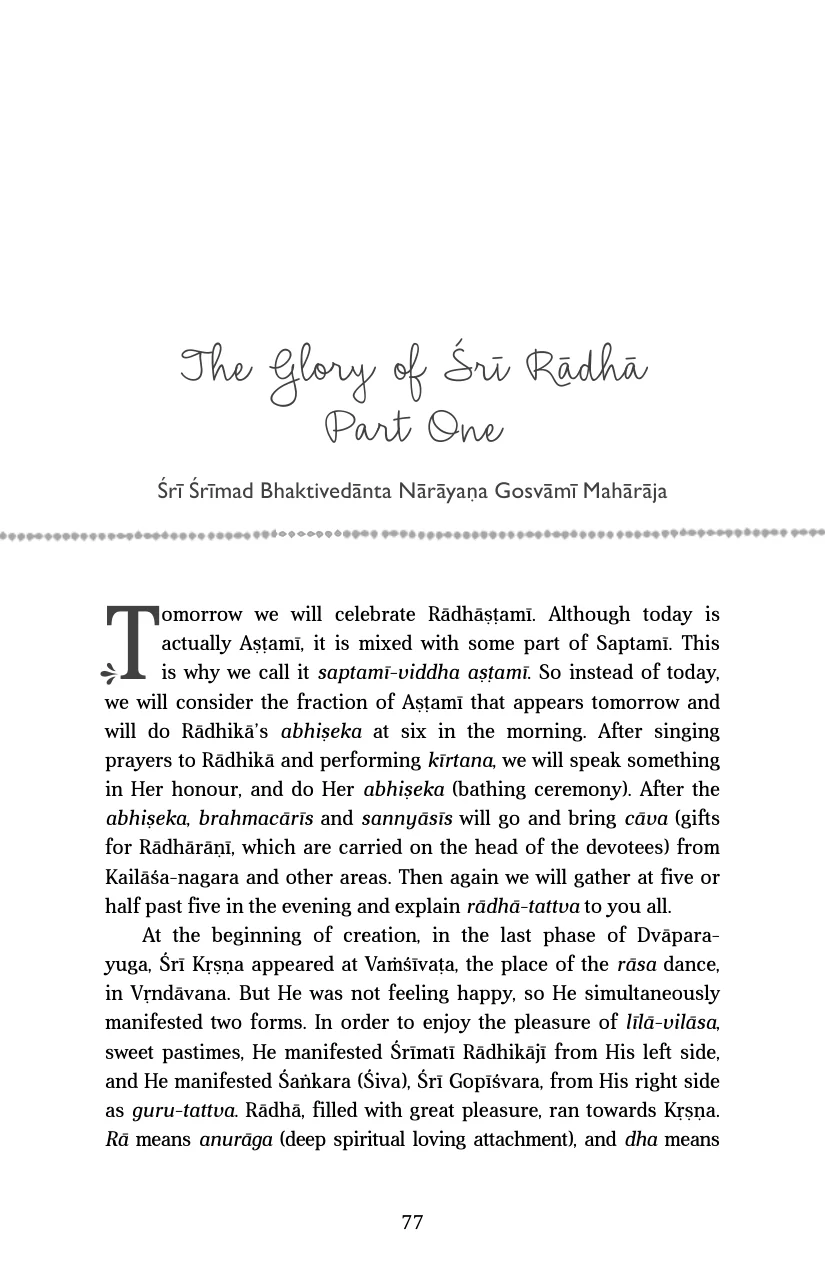 The Glory of Śrī Rādhā
Part One
Śrī Śrīmad Bhaktivedānta Nārāyaṇa Gosvāmī Mahārāja
Tomorrow we will celebrate Rādhāṣṭamī. Although today is
actually Aṣṭamī, it is mixed with some part of Saptamī. This
is why we call it saptamī-viddha aṣṭamī. So instead of today,
we will consider the fraction of Aṣṭamī that appears tomorrow and
will do Rādhikā’s abhiṣeka at six in the morning. After singing
prayers to Rādhikā and performing kīrtana, we will speak something
in Her honour, and do Her abhiṣeka (bathing ceremony). After the
abhiṣeka, brahmacārīs and sannyāsīs will go and bring cāva (gifts
for Rādhārāṇī, which are carried on the head of the devotees) from
Kailāśa-nagara and other areas. Then again we will gather at five or
half past five in the evening and explain rādhā-tattva to you all.
At the beginning of creation, in the last phase of Dvāpara-
yuga, Śrī Kṛṣṇa appeared at Vaṁśīvaṭa, the place of the rāsa dance,
in Vṛndāvana. But He was not feeling happy, so He simultaneously
manifested two forms. In order to enjoy the pleasure of līlā-vilāsa,
sweet pastimes, He manifested Śrīmatī Rādhikājī from His left side,
and He manifested Śaṅkara (Śiva), Śrī Gopīśvara, from His right side
as guru-tattva. Rādhā, filled with great pleasure, ran towards Kṛṣṇa.
Rā means anurāga (deep spiritual loving attachment), and dha means
77